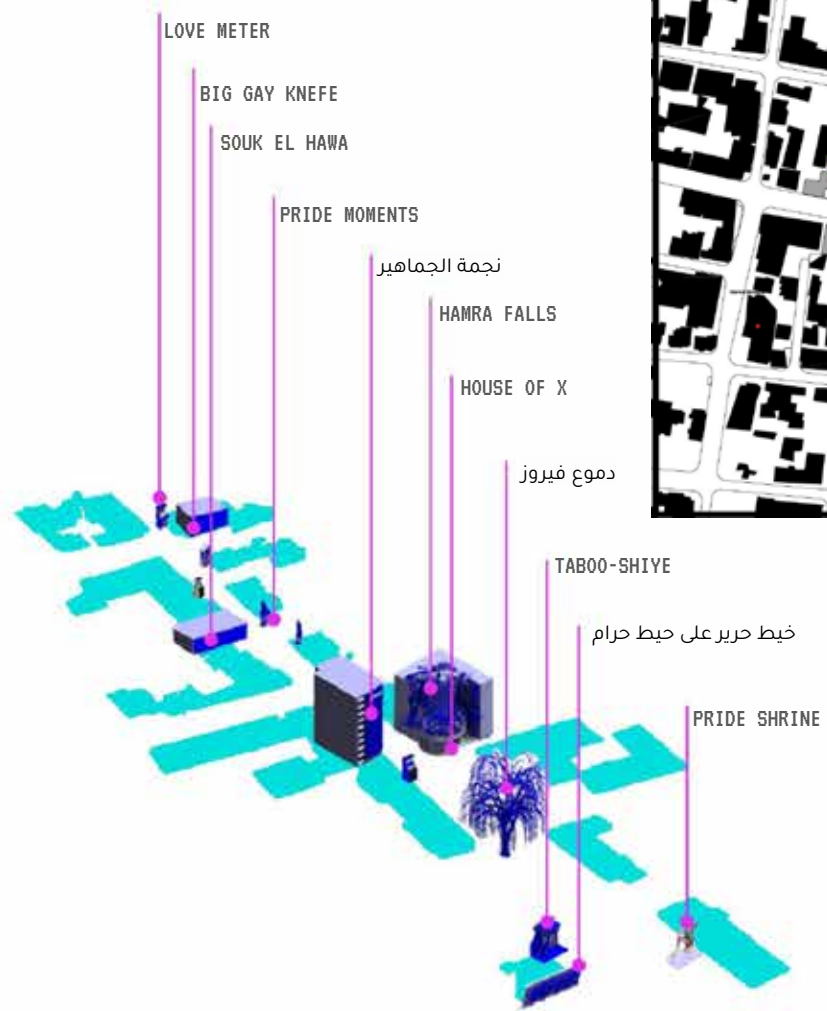 LOVE METER
BIG GAY KNEFE
SOUK EL HAWA
PRIDE MOMENTS
نجمة الجماهير
HAMRA FALLS
HOUSE OF X
دموع فيروز
TABOO-SHIYE
خيط حرير على حيط حرام
PRIDE SHRINE